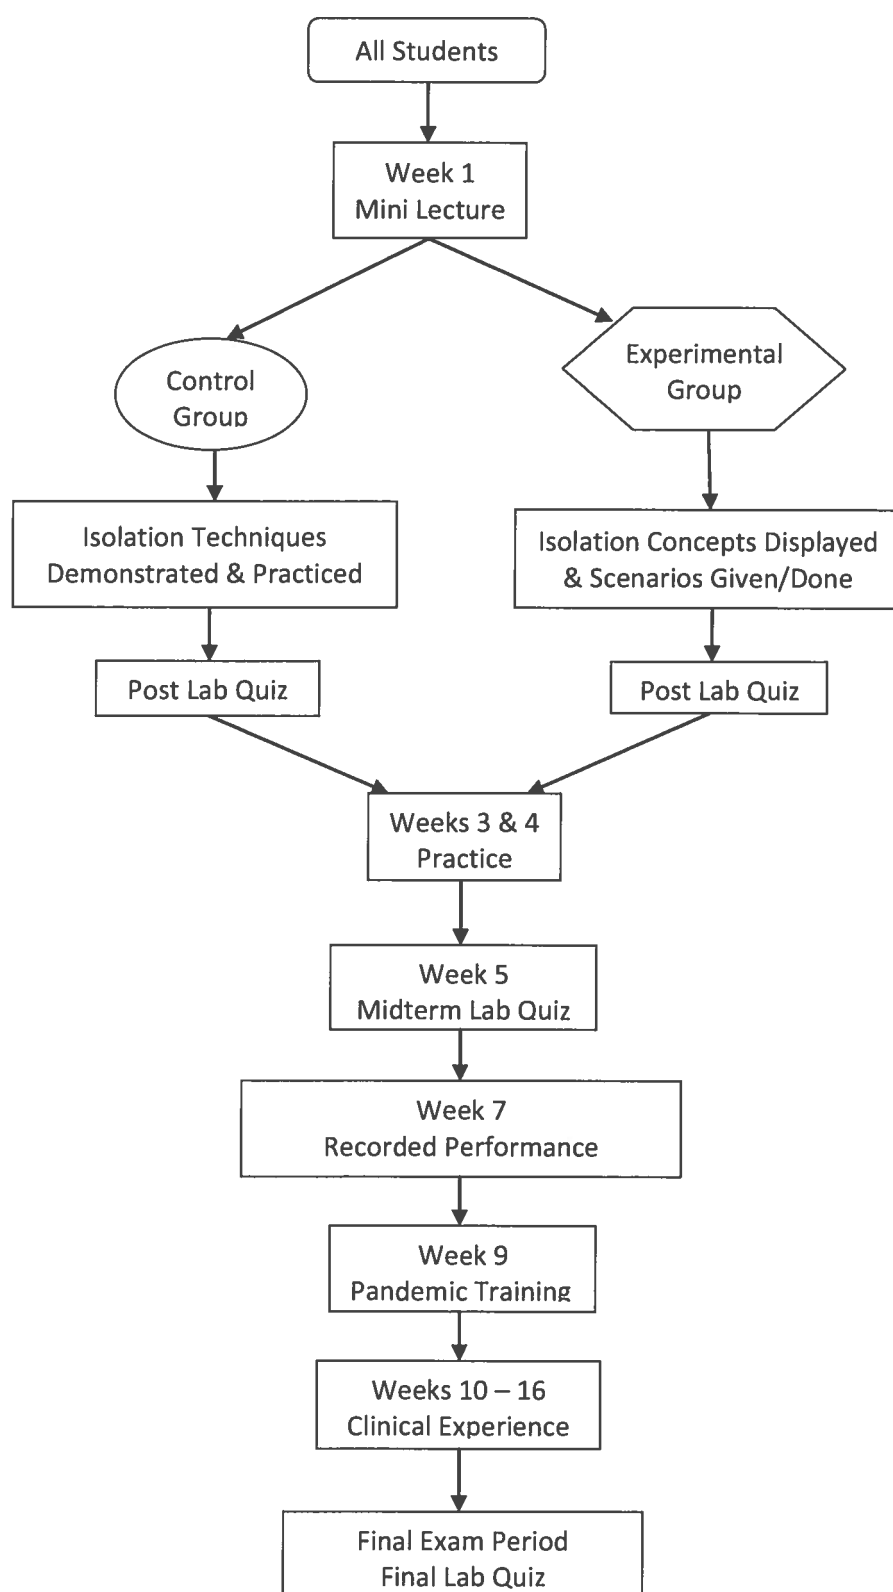 All Students
Week 1
Mini Lecture
Control
Group
Experimental
Group
Isolation Techniques
Demonstrated & Practiced
Isolation Concepts Displayed
& Scenarios Given/Done
Post Lab Quiz
Post Lab Quiz
Weeks 3 & 4
Practice
Week 5
Midterm Lab Quiz
Week 7
Recorded Performance
Week 9
Pandemic Training
Weeks 10 – 16
Clinical Experience
Final Exam Period
Final Lab Quiz